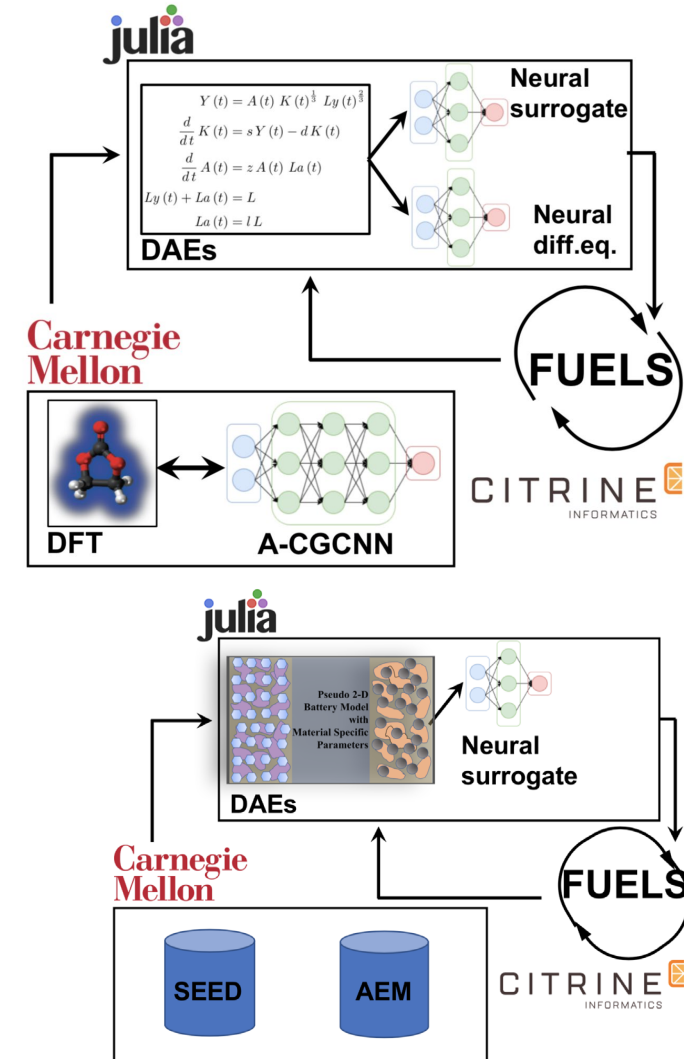 julia
Y (t) = A (t) K (t)^{1/3} Ly (t)^{2/3}
d/dt K (t) = s Y (t) − d K (t)
d/dt A (t) = z A (t) La (t)
Ly (t) + La (t) = L
La (t) = l L
DAEs
Neural
surrogate
Neural
diff.eq.
Carnegie
Mellon
FUELS
DFT
A-CGCNN
CITRINE
INFORMATICS
julia
Pseudo 2-D
Battery Model
with
Material Specific
Parameters
DAEs
Neural
surrogate
Carnegie
Mellon
FUELS
SEED
AEM
CITRINE
INFORMATICS